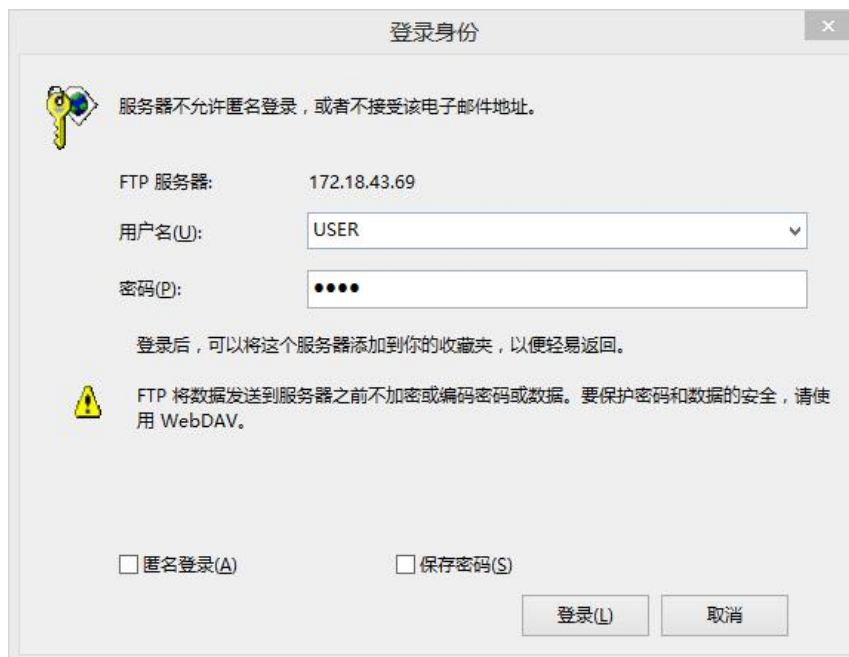 登录身份
服务器不允许匿名登录，或者不接受该电子邮件地址。
FTP 服务器: 172.18.43.69
用户名(U): USER
密码(P): ●●●●
登录后，可以将这个服务器添加到你的收藏夹，以便轻易返回。
FTP 将数据发送到服务器之前不加密或编码密码或数据。要保护密码和数据的安全，请使
用 WebDAV。
匿名登录(A) 保存密码(S)
登录(L) 取消